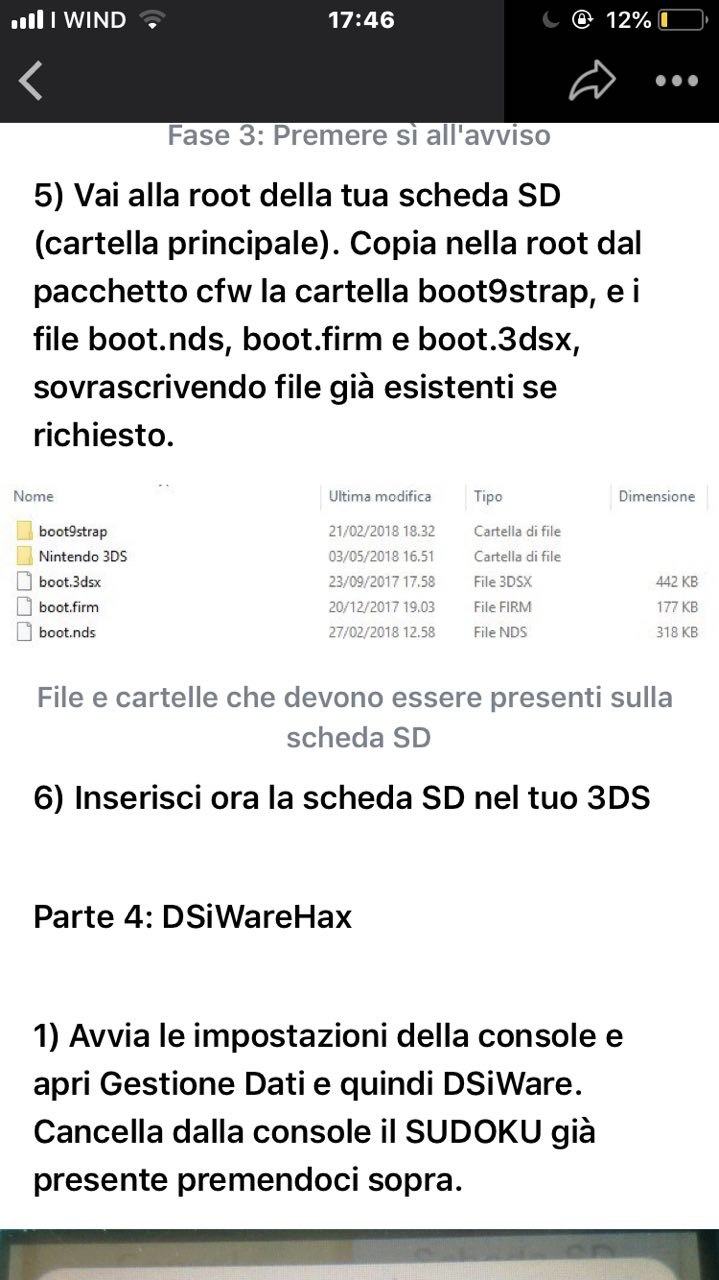 I WIND 17:46 12%
Fase 3: Premere sì all'avviso
5) Vai alla root della tua scheda SD
(cartella principale). Copia nella root dal
pacchetto cfw la cartella boot9strap, e i
file boot.nds, boot.firm e boot.3dsx,
sovrascrivendo file già esistenti se
richiesto.
Nome Ultima modifica Tipo Dimensione
boot9strap 21/02/2018 18.32 Cartella di file
Nintendo 3DS 03/05/2018 16.51 Cartella di file
boot.3dsx 23/09/2017 17.58 File 3DSX 442 KB
boot.firm 20/12/2017 19.03 File FIRM 177 KB
boot.nds 27/02/2018 12.58 File NDS 318 KB
File e cartelle che devono essere presenti sulla
scheda SD
6) Inserisci ora la scheda SD nel tuo 3DS
Parte 4: DSiWareHax
1) Avvia le impostazioni della console e
apri Gestione Dati e quindi DSiWare.
Cancella dalla console il SUDOKU già
presente premendoci sopra.